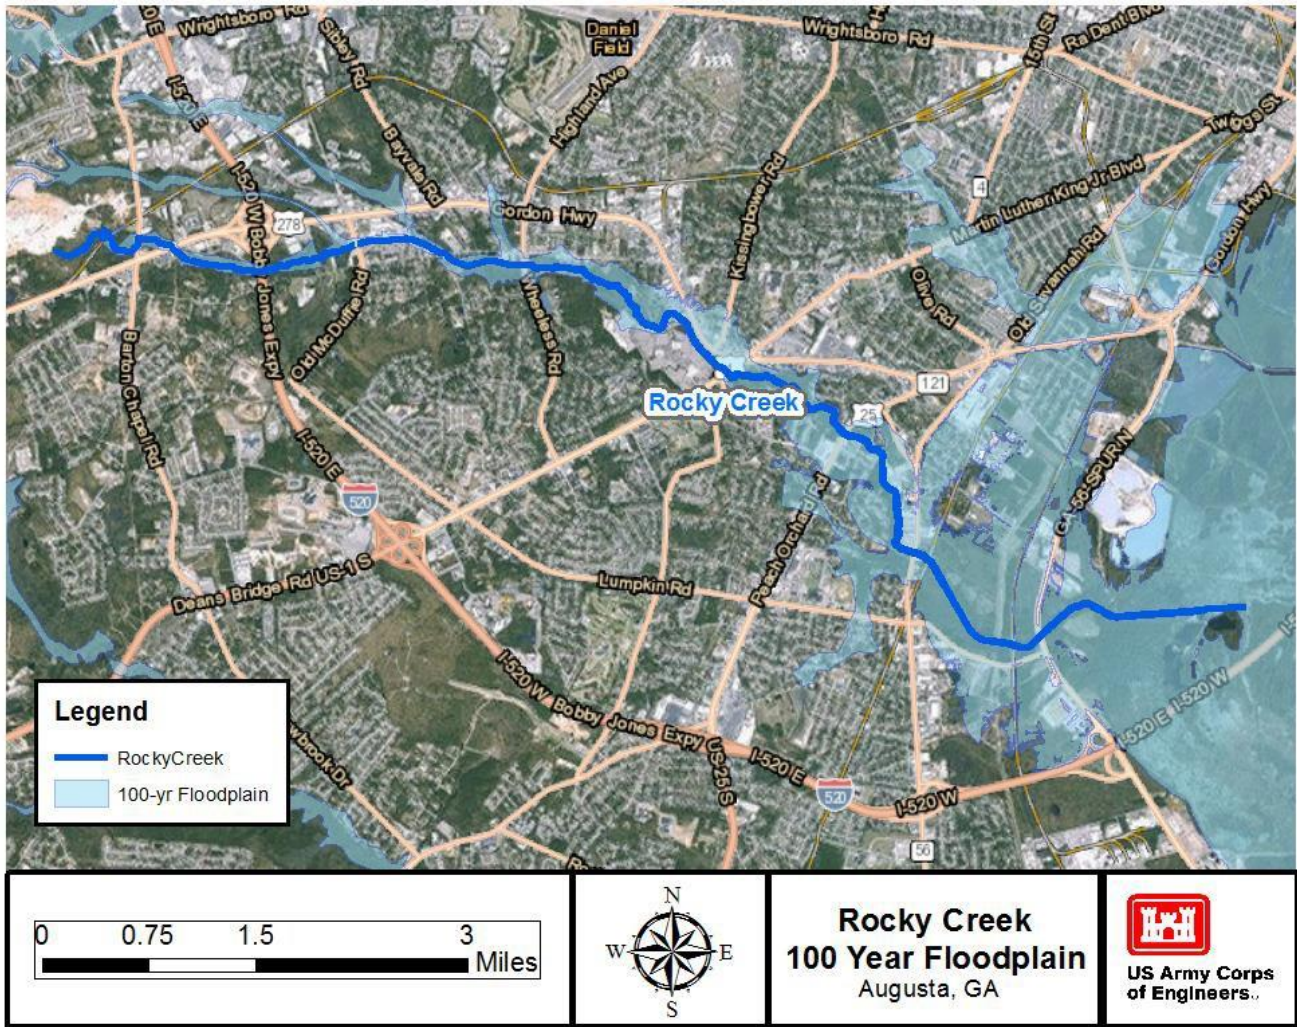 Wrightsboro Rd
Sibley Rd
Daniel
Field
Wrightsboro Rd
15th St
Ra Dent Blvd
Highland Ave
Twiggs St
Bayvale Rd
Kissingbower Rd
4
Martin Luther King Jr Blvd
Gordon Hwy
Gordon Hwy
278
I-520 W/ Bobby Jones Expy
Old McDuffie Rd
Wheeless Rd
Olive Rd
Old Savannah Rd
Barton Chapel Rd
121
Rocky Creek
25
I-520 E
520
GA-56 SPUR N
Peach Orchard Rd
Deans Bridge Rd US-1 S
Lumpkin Rd
I-520 W/ Bobby Jones Expy
US-25 S
I-520 E
520
I-520 W
I-520 E I-520 W
56
Legend
RockyCreek
100-yr Floodplain
0 0.75 1.5 3
Miles
N
W E
S
Rocky Creek
100 Year Floodplain
Augusta, GA
US Army Corps
of Engineers